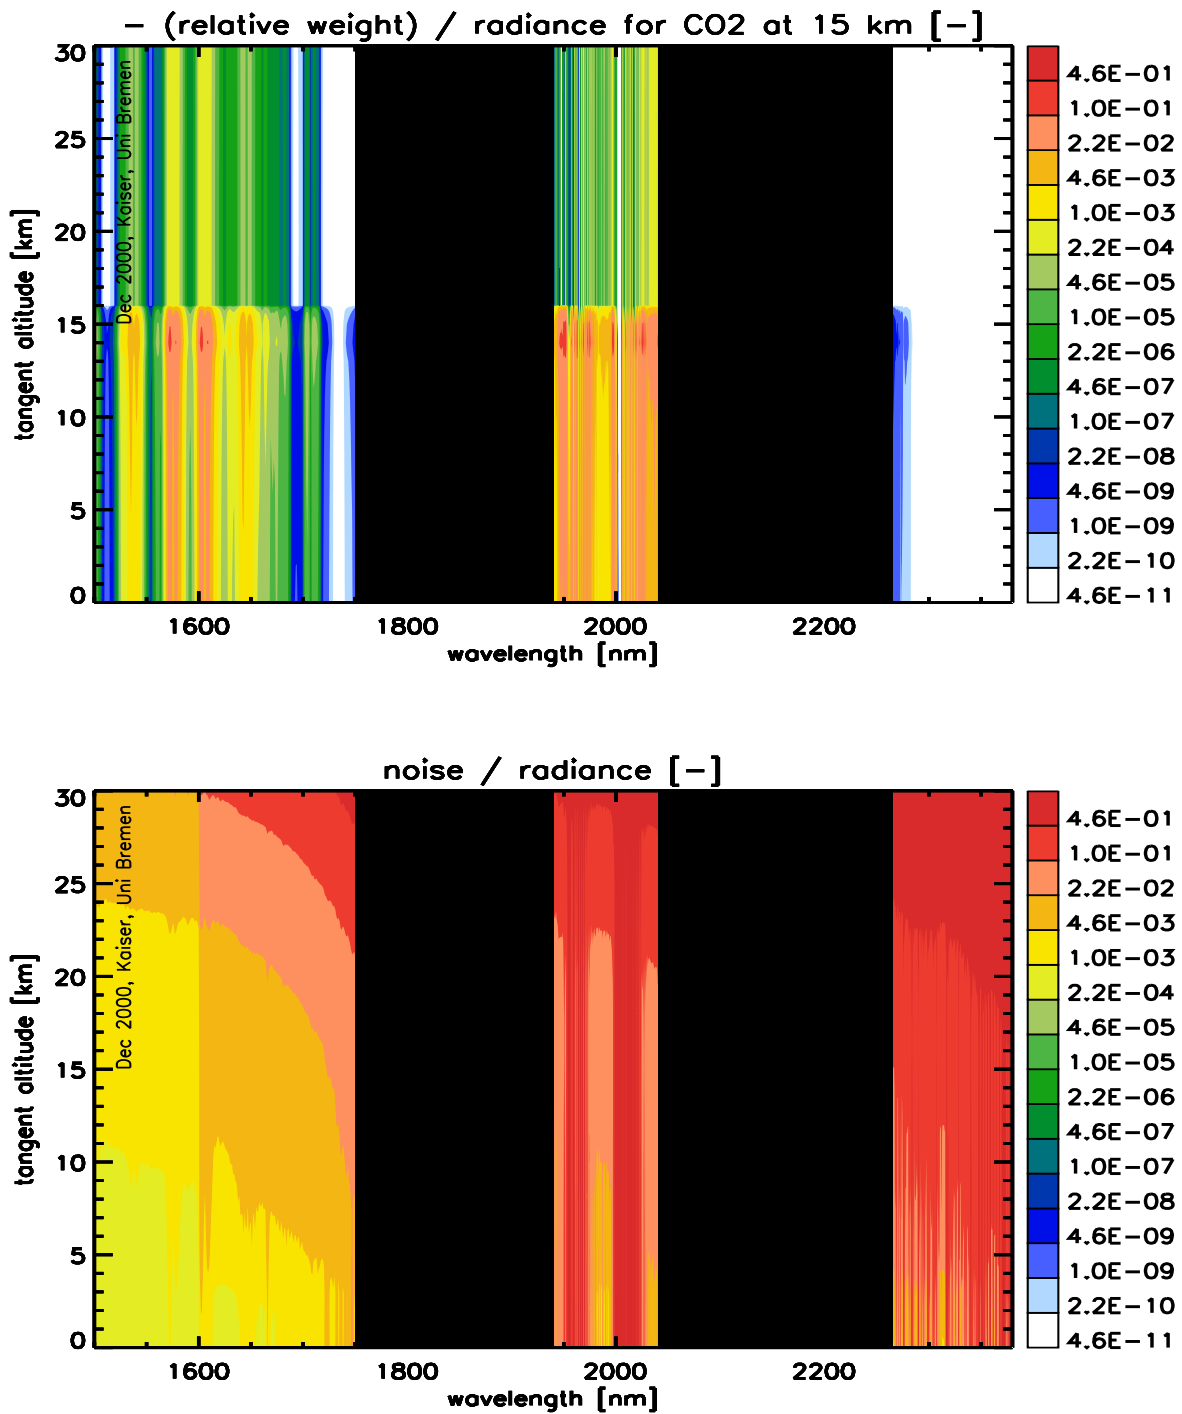 − (relative weight) / radiance for CO2 at 15 km [−]
30
25
20
15
10
5
0
tangent altitude [km]
Dec 2000, Kaiser, Uni Bremen
1600 1800 2000 2200
wavelength [nm]
4.6E−01
1.0E−01
2.2E−02
4.6E−03
1.0E−03
2.2E−04
4.6E−05
1.0E−05
2.2E−06
4.6E−07
1.0E−07
2.2E−08
4.6E−09
1.0E−09
2.2E−10
4.6E−11
noise / radiance [−]
30
25
20
15
10
5
0
tangent altitude [km]
Dec 2000, Kaiser, Uni Bremen
1600 1800 2000 2200
wavelength [nm]
4.6E−01
1.0E−01
2.2E−02
4.6E−03
1.0E−03
2.2E−04
4.6E−05
1.0E−05
2.2E−06
4.6E−07
1.0E−07
2.2E−08
4.6E−09
1.0E−09
2.2E−10
4.6E−11